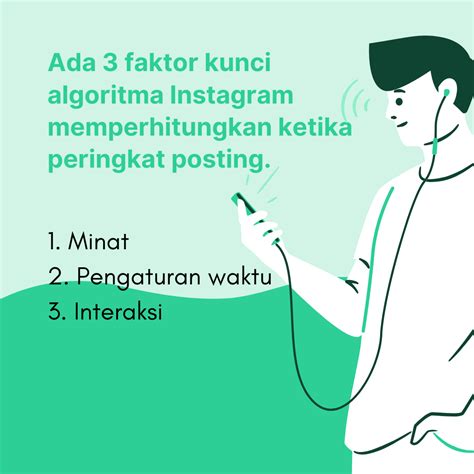 Ada 3 faktor kunci
algoritma Instagram
memperhitungkan ketika
peringkat posting.
1. Minat
2. Pengaturan waktu
3. Interaksi